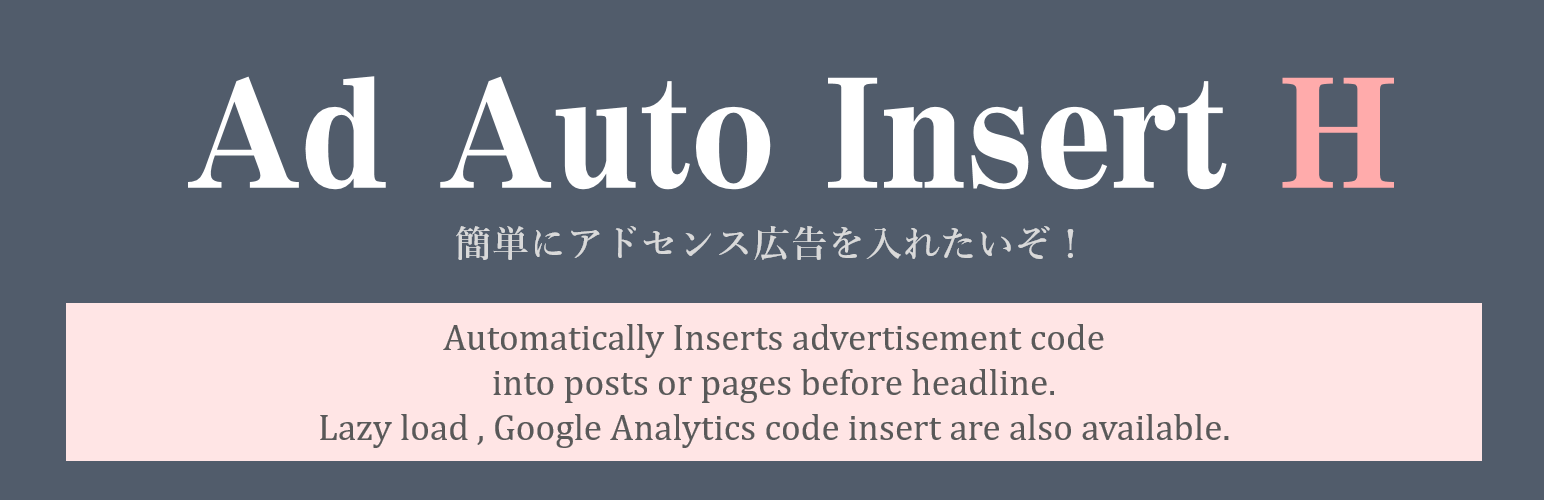 Ad Auto Insert H
簡単にアドセンス広告を入れたいぞ！
Automatically Inserts advertisement code
into posts or pages before headline.
Lazy load , Google Analytics code insert are also available.